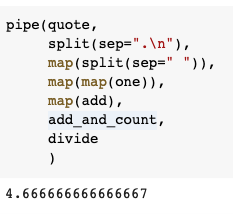 pipe(quote,
     split(sep=".\n"),
     map(split(sep=" ")),
     map(map(one)),
     map(add),
     add_and_count,
     divide
     )
4.666666666666667